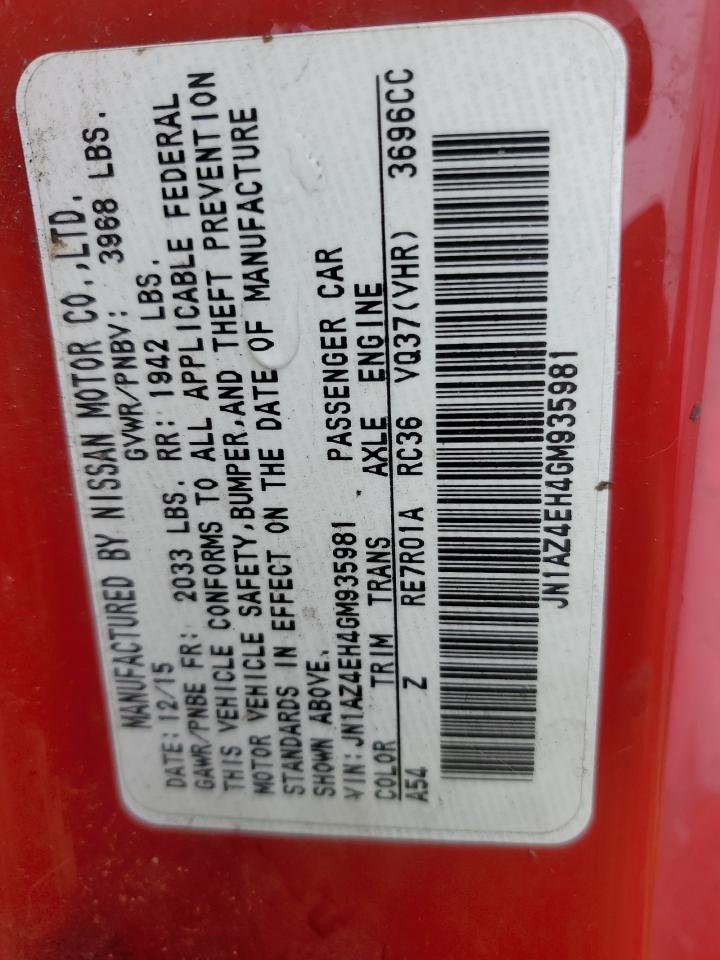 MANUFACTURED BY NISSAN MOTOR CO.,LTD.
DATE: 12/15 GVWR/PNBV: 3968 LBS.
GAWR/PNBE FR: 2033 LBS. RR: 1942 LBS.
THIS VEHICLE CONFORMS TO ALL APPLICABLE FEDERAL
MOTOR VEHICLE SAFETY,BUMPER,AND THEFT PREVENTION
STANDARDS IN EFFECT ON THE DATE OF MANUFACTURE
SHOWN ABOVE.
VIN: JN1AZ4EH4GM935981 PASSENGER CAR
COLOR TRIM TRANS AXLE ENGINE
A54 Z RE7R01A RC36 VQ37(VHR) 3696CC
JN1AZ4EH4GM935981